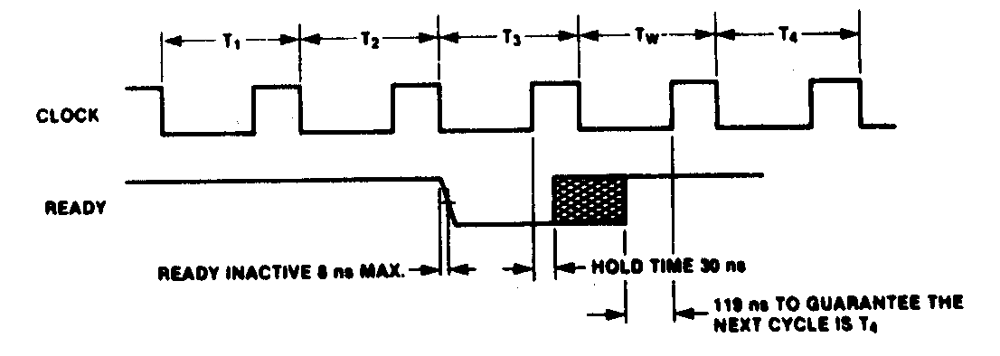 T1 T2 T3 TW T4
CLOCK
READY
READY INACTIVE 8 ns MAX.
HOLD TIME 30 ns
119 ns TO GUARANTEE THE
NEXT CYCLE IS T4